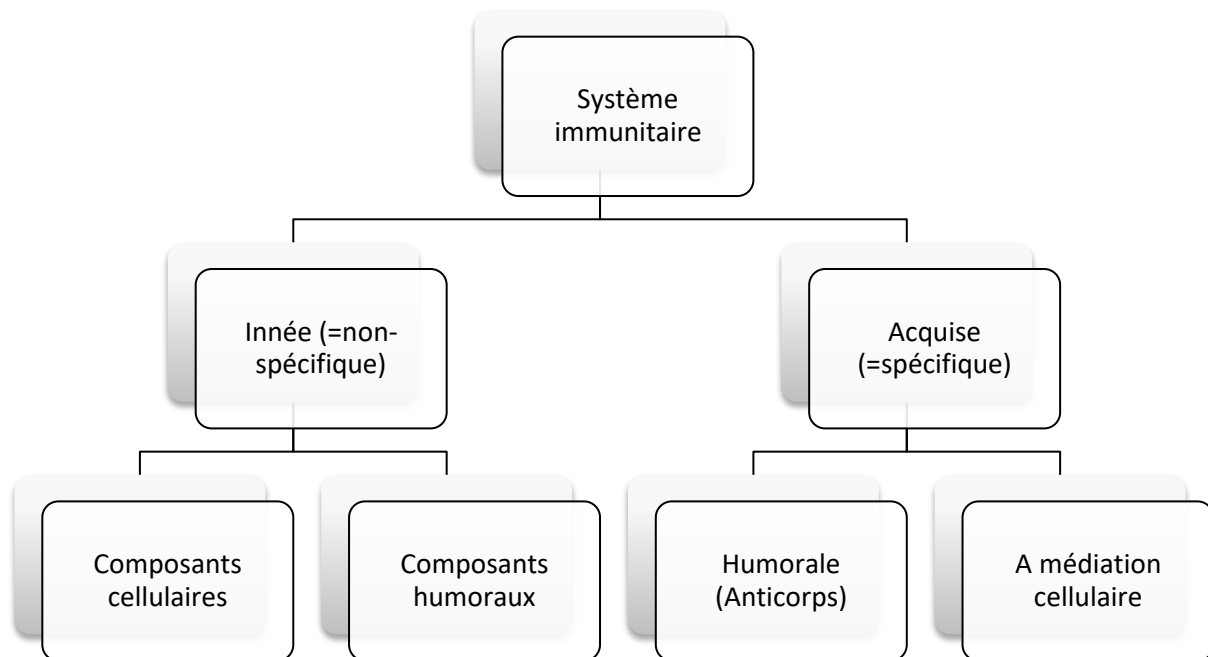 Système
immunitaire
Innée (=non-
spécifique)
Acquise
(=spécifique)
Composants
cellulaires
Composants
humoraux
Humorale
(Anticorps)
A médiation
cellulaire